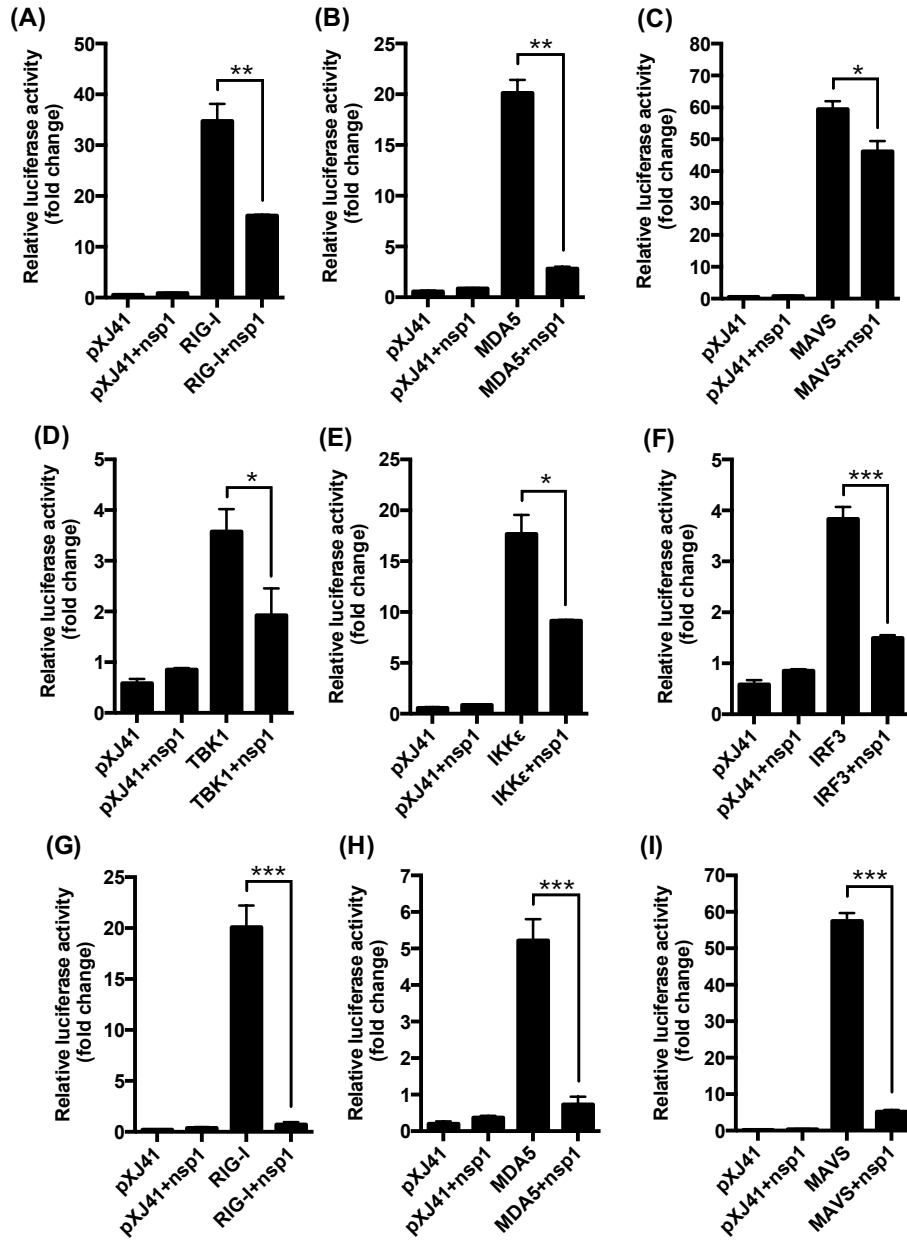 (A)
Relative luciferase activity
(fold change)
50
40
30
20
10
0
**
pXJ41
pXJ41+nsp1
RIG-I
RIG-I+nsp1
(B)
Relative luciferase activity
(fold change)
25
20
15
10
5
0
**
pXJ41
pXJ41+nsp1
MDA5
MDA5+nsp1
(C)
Relative luciferase activity
(fold change)
80
70
60
50
40
30
20
10
0
*
pXJ41
pXJ41+nsp1
MAVS
MAVS+nsp1
(D)
Relative luciferase activity
(fold change)
5
4
3
2
1
0
*
pXJ41
pXJ41+nsp1
TBK1
TBK1+nsp1
(E)
Relative luciferase activity
(fold change)
25
20
15
10
5
0
*
pXJ41
pXJ41+nsp1
IKKε
IKKε+nsp1
(F)
Relative luciferase activity
(fold change)
5
4
3
2
1
0
***
pXJ41
pXJ41+nsp1
IRF3
IRF3+nsp1
(G)
Relative luciferase activity
(fold change)
25
20
15
10
5
0
***
pXJ41
pXJ41+nsp1
RIG-I
RIG-I+nsp1
(H)
Relative luciferase activity
(fold change)
7
6
5
4
3
2
1
0
***
pXJ41
pXJ41+nsp1
MDA5
MDA5+nsp1
(I)
Relative luciferase activity
(fold change)
70
60
50
40
30
20
10
0
***
pXJ41
pXJ41+nsp1
MAVS
MAVS+nsp1